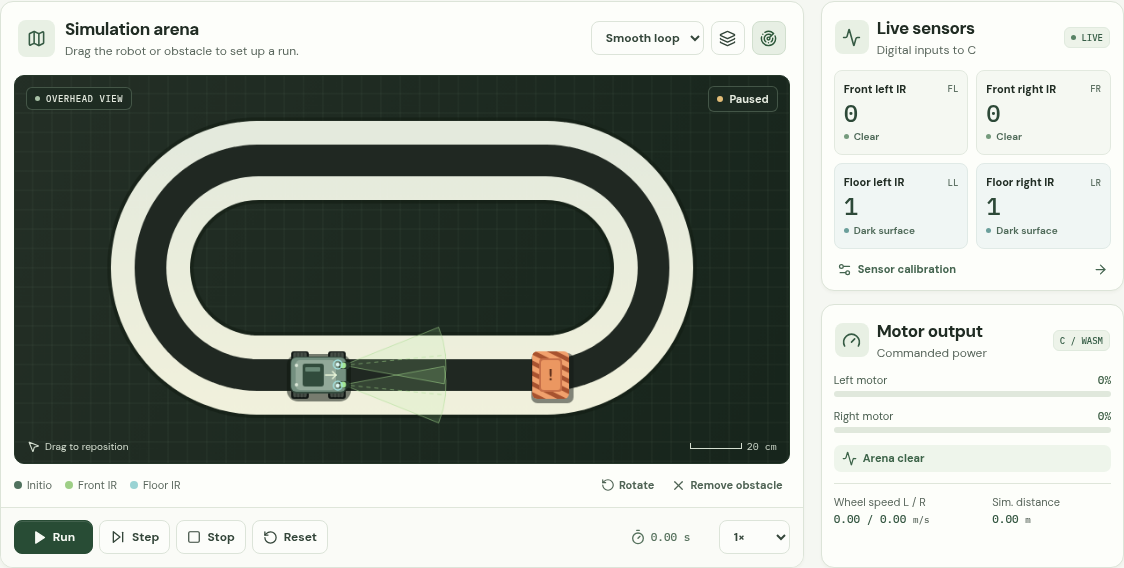 Simulation arena
Drag the robot or obstacle to set up a run.
Smooth loop
OVERHEAD VIEW
Paused
!
Drag to reposition
20 cm
Initio
Front IR
Floor IR
Rotate
Remove obstacle
Run
Step
Stop
Reset
0.00 s
1×
Live sensors
Digital inputs to C
LIVE
Front left IR FL
0
Clear
Front right IR FR
0
Clear
Floor left IR LL
1
Dark surface
Floor right IR LR
1
Dark surface
Sensor calibration
Motor output
Commanded power
C / WASM
Left motor 0%
Right motor 0%
Arena clear
Wheel speed L / R
0.00 / 0.00 m/s
Sim. distance
0.00 m